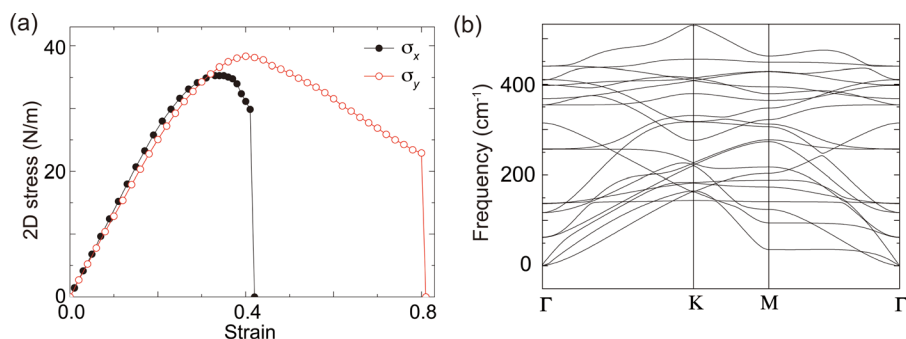 (a)
40
20
0
2D stress (N/m)
σx
σy
0.0
0.4
0.8
Strain
(b)
400
200
0
Frequency (cm⁻¹)
Γ
K
M
Γ